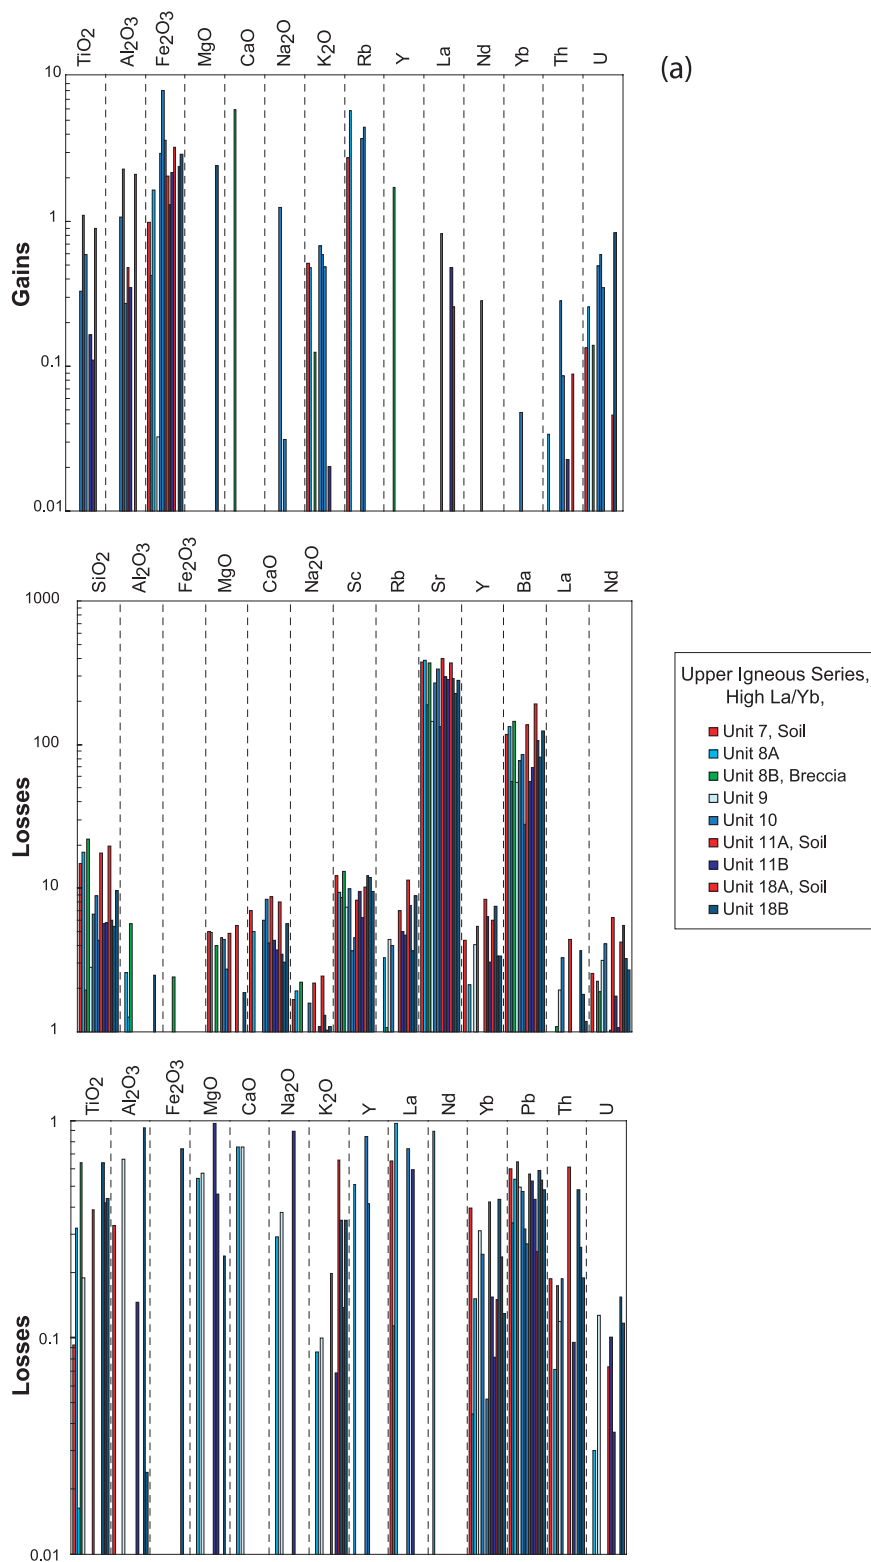 TiO2 Al2O3 Fe2O3 MgO CaO Na2O K2O Rb Y La Nd Yb Th U
(a)
10
1
0.1
0.01
Gains
SiO2 Al2O3 Fe2O3 MgO CaO Na2O Sc Rb Sr Y Ba La Nd
1000
100
10
1
Losses
Upper Igneous Series,
High La/Yb,
Unit 7, Soil
Unit 8A
Unit 8B, Breccia
Unit 9
Unit 10
Unit 11A, Soil
Unit 11B
Unit 18A, Soil
Unit 18B
TiO2 Al2O3 Fe2O3 MgO CaO Na2O K2O Y La Nd Yb Pb Th U
1
0.1
0.01
Losses